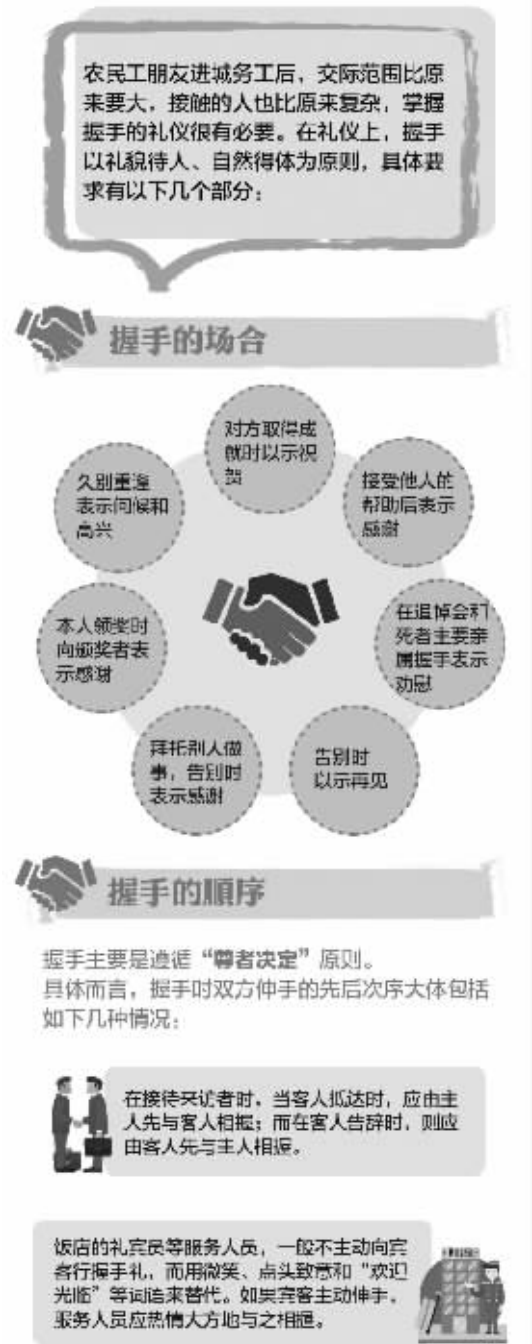 农民工朋友进城务工后，交际范围比原
来要大，接触的人也比原来复杂，掌握
握手的礼仪很有必要。在礼仪上，握手
以礼貌待人、自然得体为原则，具体要
求有以下几个部分：
握手的场合
对方取得成
就时以示祝
贺
久别重逢
表示问候和
高兴
接受他人的
帮助后表示
感谢
本人领奖时
向颁奖者表
示感谢
在追悼会和
死者主要亲
属握手表示
劝慰
拜托别人做
事，告别时
表示感谢
告别时
以示再见
握手的顺序
握手主要是遵循“尊者决定”原则。
具体而言，握手时双方伸手的先后次序大体包括
如下几种情况：
在接待来访者时，当客人抵达时，应由主
人先与客人相握；而在客人告辞时，则应
由客人先与主人相握。
饭店的礼宾员等服务人员，一般不主动向宾
客行握手礼，而用微笑、点头致意和“欢迎
光临”等词语来替代。如果宾客主动伸手，
服务人员应热情大方地与之相握。